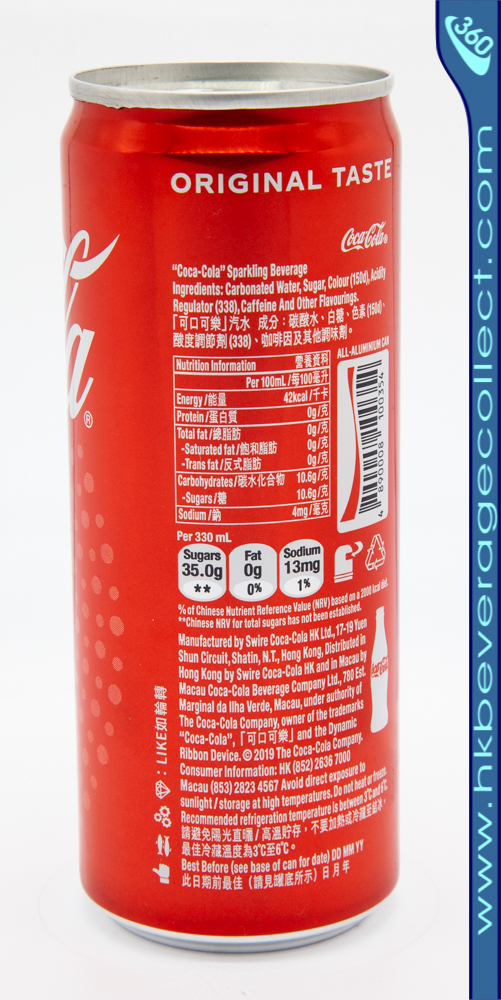 360
www.hkbeveragecollect.com
ORIGINAL TASTE
Coca-Cola®
la®
"Coca-Cola" Sparkling Beverage
Ingredients: Carbonated Water, Sugar, Colour (150d), Acidity
Regulator (338), Caffeine And Other Flavourings.
「可口可樂」汽水 成分：碳酸水、白糖、色素(150d)、
酸度調節劑(338)、咖啡因及其他調味劑。
ALL-ALUMINIUM CAN
Nutrition Information 營養資料
Per 100mL/每100毫升
Energy/能量 42kcal/千卡
Protein/蛋白質 0g/克
Total fat/總脂肪 0g/克
-Saturated fat/飽和脂肪 0g/克
-Trans fat/反式脂肪 0g/克
Carbohydrates/碳水化合物 10.6g/克
-Sugars/糖 10.6g/克
Sodium/鈉 4mg/毫克
4 890008 100354
Per 330 mL
Sugars Fat Sodium
35.0g 0g 13mg
** 0% 1%
% of Chinese Nutrient Reference Value (NRV) based on a 2000 kcal diet.
**Chinese NRV for total sugars has not been established.
Manufactured by Swire Coca-Cola HK Ltd., 17-19 Yuen
Shun Circuit, Shatin, N.T., Hong Kong, Distributed in
Hong Kong by Swire Coca-Cola HK and in Macau by
Macau Coca-Cola Beverage Company Ltd., 780 Est.
Marginal da Ilha Verde, Macau, under authority of
The Coca-Cola Company, owner of the trademarks
"Coca-Cola", 「可口可樂」 and the Dynamic
Ribbon Device. © 2019 The Coca-Cola Company.
Consumer Information: HK (852) 2636 7000
Macau (853) 2823 4567 Avoid direct exposure to
sunlight/storage at high temperatures. Do not heat or freeze.
Recommended refrigeration temperature is between 3°C and 6°C
請避免陽光直曬/高溫貯存，不要加熱或冷藏至結冰，
最佳冷藏溫度為3℃至6℃。
Best Before (see base of can for date) DD MM YY
此日期前最佳（請見罐底所示）日月年
：LIKE如輪轉